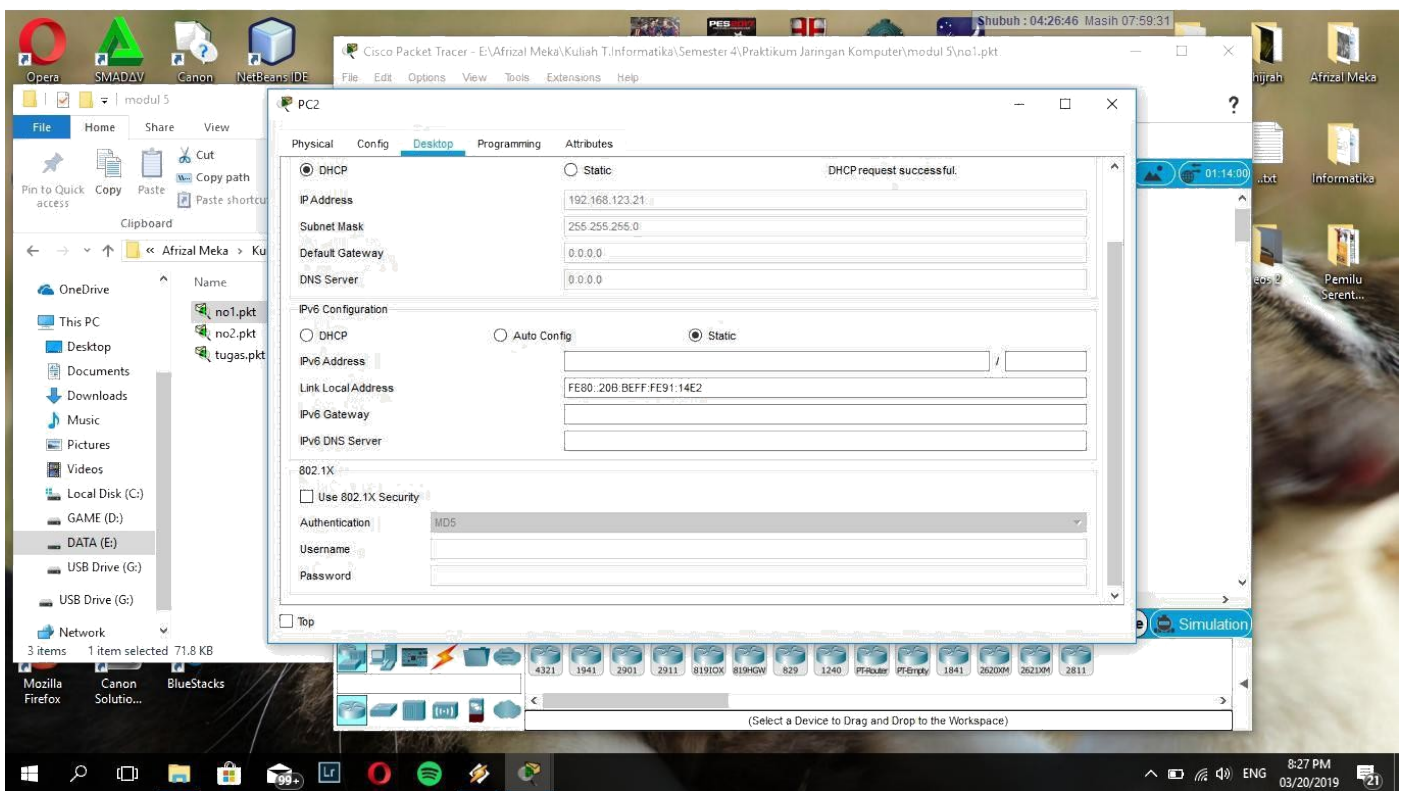 Shubuh : 04:26:46 Masih 07:59:31
Opera
SMADAV
Canon
NetBeans IDE
hijrah
Afrizal Meka
Cisco Packet Tracer - E:\Afrizal Meka\Kuliah T.Informatika\Semester 4\Praktikum Jaringan Komputer\modul 5\no1.pkt
File Edit Options View Tools Extensions Help
modul 5
File Home Share View
Pin to Quick access
Copy
Paste
Cut
Copy path
Paste shortcu
Clipboard
« Afrizal Meka > Ku
Name
OneDrive
This PC
Desktop
Documents
Downloads
Music
Pictures
Videos
Local Disk (C:)
GAME (D:)
DATA (E:)
USB Drive (G:)
USB Drive (G:)
Network
no1.pkt
no2.pkt
tugas.pkt
3 items 1 item selected 71.8 KB
PC2
?
Physical Config Desktop Programming Attributes
DHCP Static DHCP request successful.
IP Address 192.168.123.21
Subnet Mask 255.255.255.0
Default Gateway 0.0.0.0
DNS Server 0.0.0.0
IPv6 Configuration
DHCP Auto Config Static
IPv6 Address /
Link Local Address FE80::20B:BEFF:FE91:14E2
IPv6 Gateway
IPv6 DNS Server
802.1X
Use 802.1X Security
Authentication MD5
Username
Password
Top
01:14:00
..txt
Informatika
eos 2
Pemilu Serent...
e Simulation
4321 1941 2901 2911 819IOX 819HGW 829 1240 PT-Router PT-Empty 1841 2620XM 2621XM 2811
(Select a Device to Drag and Drop to the Workspace)
Mozilla Firefox
Canon Solutio...
BlueStacks
99+
Lr
ENG
8:27 PM
03/20/2019
21